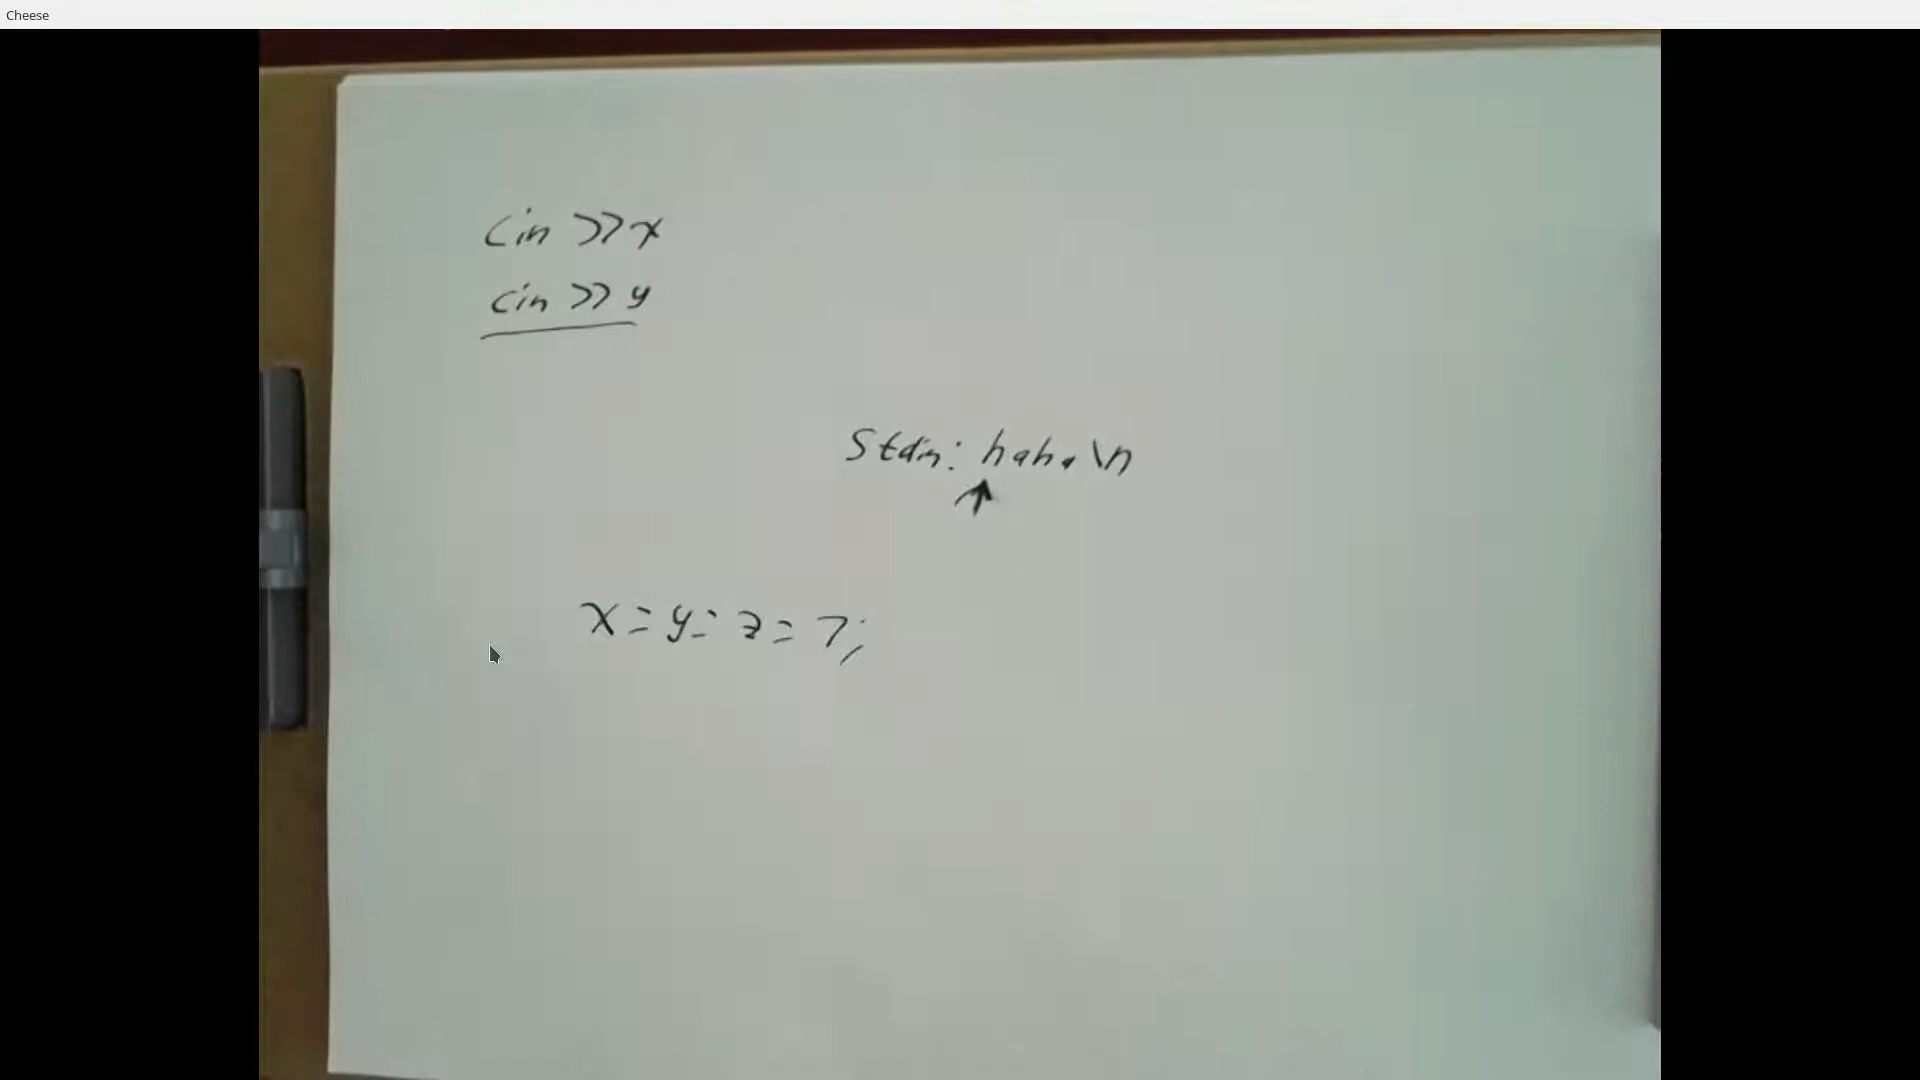 Cheese
cin >> x
cin >> y
Stdin: haha\n
x = y = z = 7;